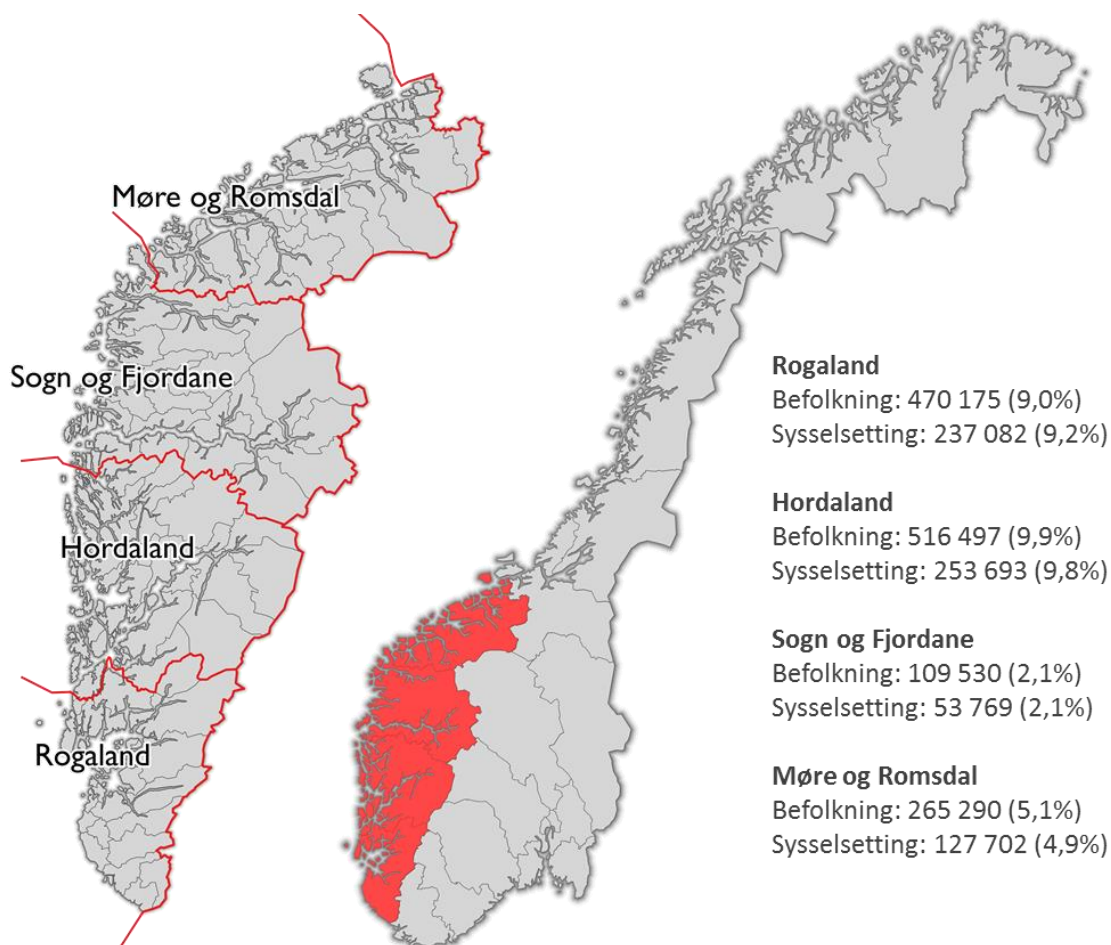 Møre og Romsdal
Sogn og Fjordane
Hordaland
Rogaland
Rogaland
Befolkning: 470 175 (9,0%)
Sysselsetting: 237 082 (9,2%)
Hordaland
Befolkning: 516 497 (9,9%)
Sysselsetting: 253 693 (9,8%)
Sogn og Fjordane
Befolkning: 109 530 (2,1%)
Sysselsetting: 53 769 (2,1%)
Møre og Romsdal
Befolkning: 265 290 (5,1%)
Sysselsetting: 127 702 (4,9%)